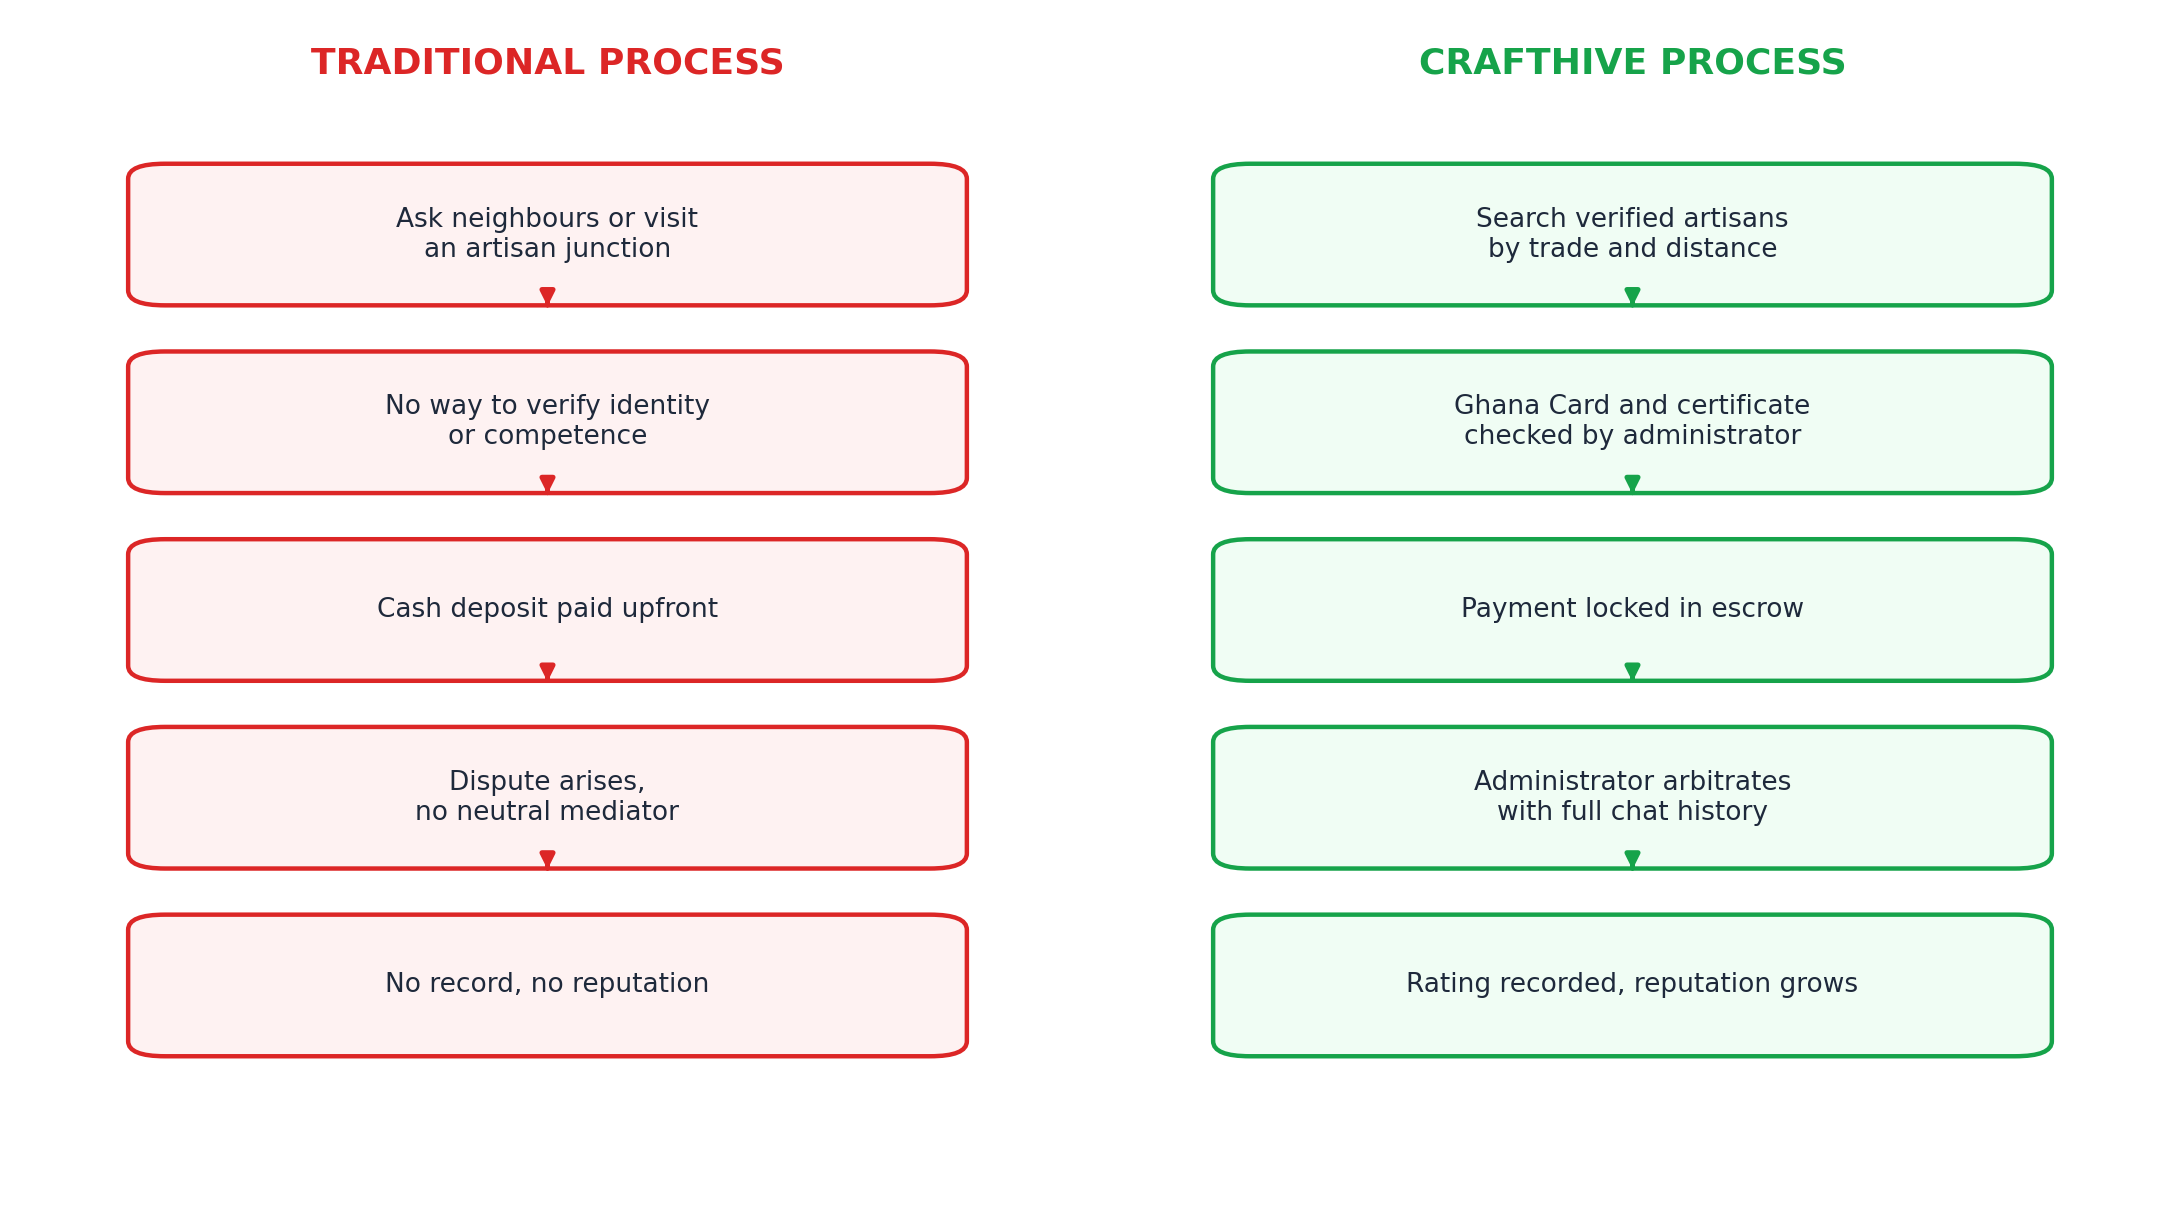 TRADITIONAL PROCESS
Ask neighbours or visit
an artisan junction
No way to verify identity
or competence
Cash deposit paid upfront
Dispute arises,
no neutral mediator
No record, no reputation
CRAFTHIVE PROCESS
Search verified artisans
by trade and distance
Ghana Card and certificate
checked by administrator
Payment locked in escrow
Administrator arbitrates
with full chat history
Rating recorded, reputation grows